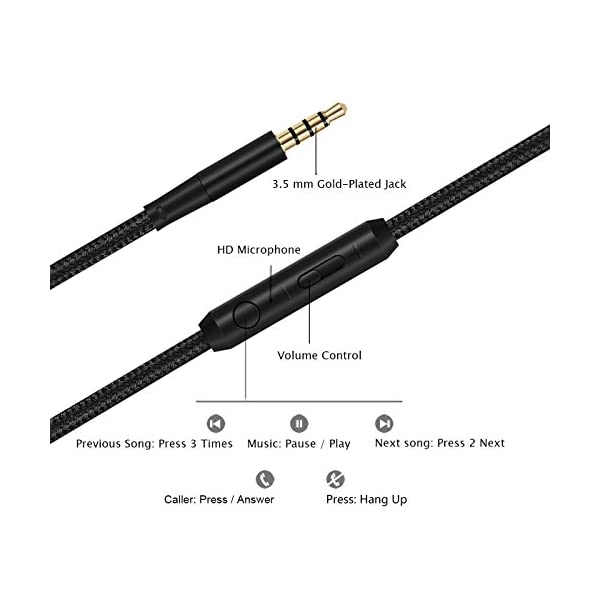 3.5 mm Gold-Plated Jack
HD Microphone
Volume Control
Previous Song: Press 3 Times
Music: Pause / Play
Next song: Press 2 Next
Caller: Press / Answer
Press: Hang Up